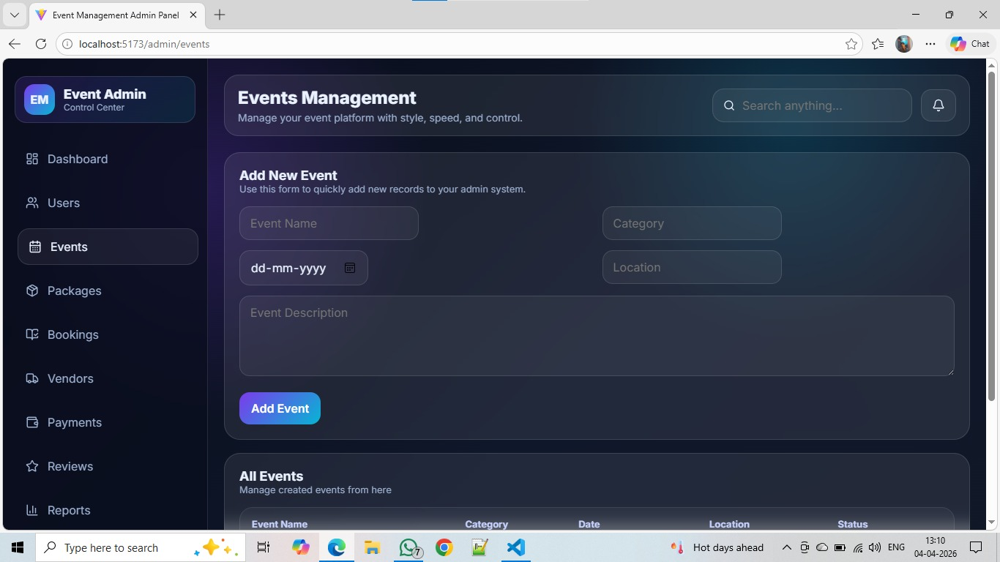 Event Management Admin Panel
localhost:5173/admin/events
Chat
EM
Event Admin
Control Center
Dashboard
Users
Events
Packages
Bookings
Vendors
Payments
Reviews
Reports
Events Management
Manage your event platform with style, speed, and control.
Search anything...
Add New Event
Use this form to quickly add new records to your admin system.
Event Name
Category
dd-mm-yyyy
Location
Event Description
Add Event
All Events
Manage created events from here
Event Name Category Date Location Status
Type here to search
7
Hot days ahead
ENG
13:10
04-04-2026